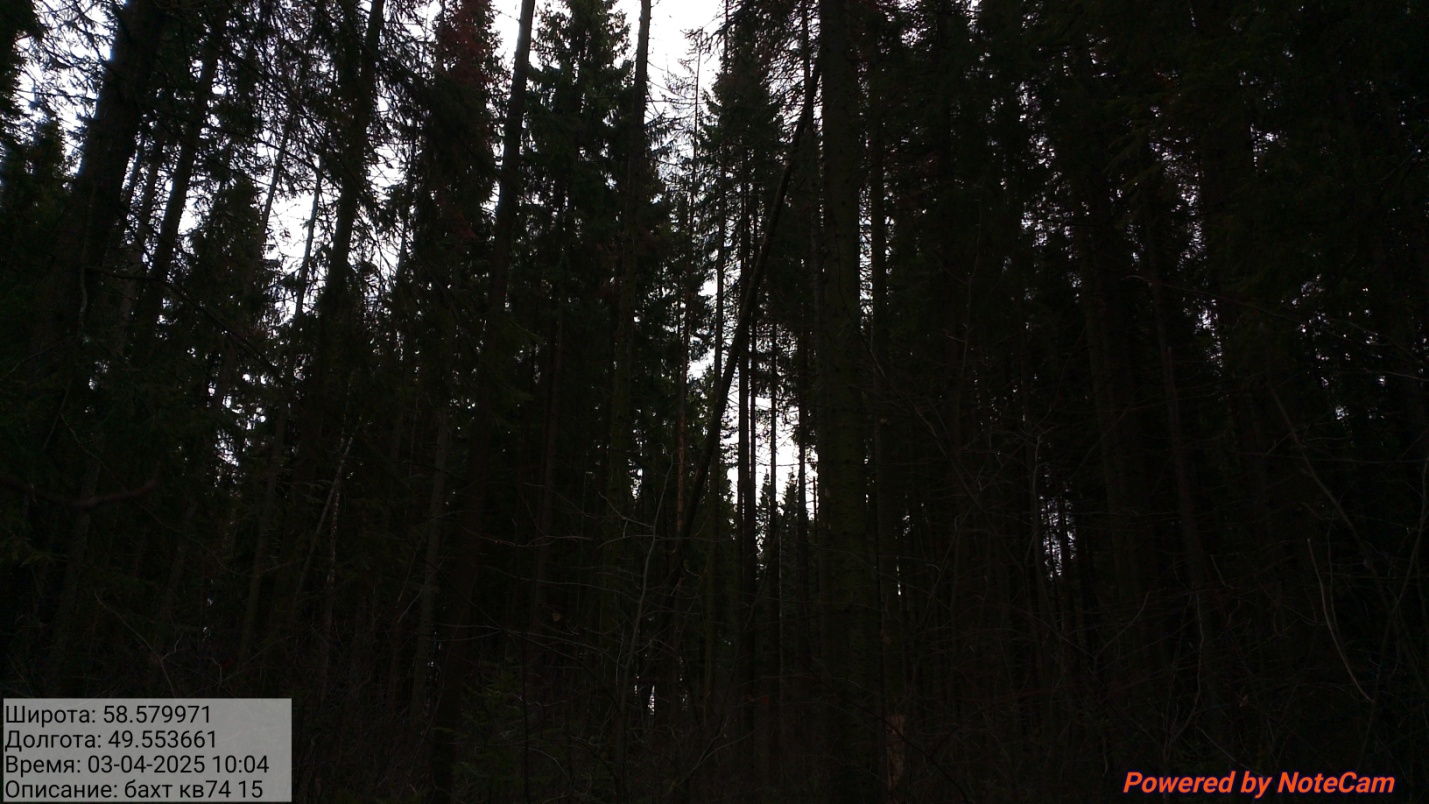 Широта: 58.579971
Долгота: 49.553661
Время: 03-04-2025 10:04
Описание: бахт кв74 15
Powered by NoteCam